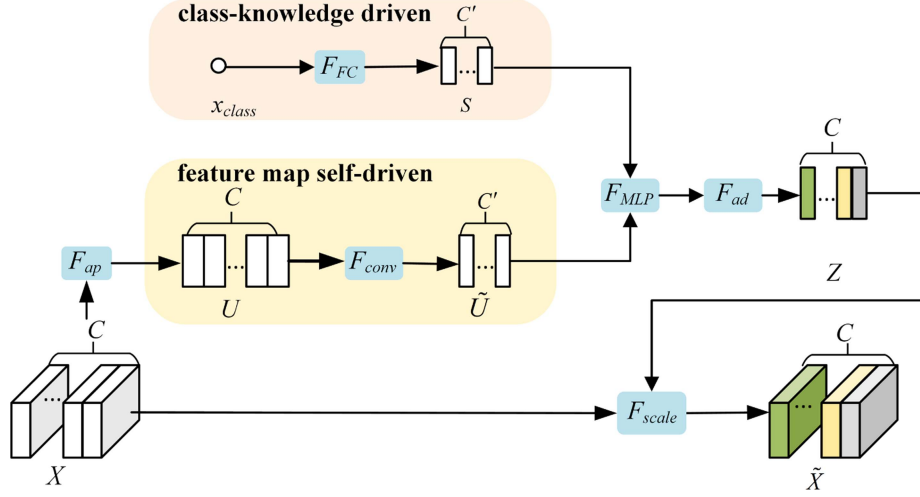 class-knowledge driven
C′
F_FC
...
x_class
S
feature map self-driven
C
C′
C
F_MLP
F_ad
...
F_ap
...
F_conv
...
U
Ũ
Z
C
C
...
F_scale
...
X
X̃